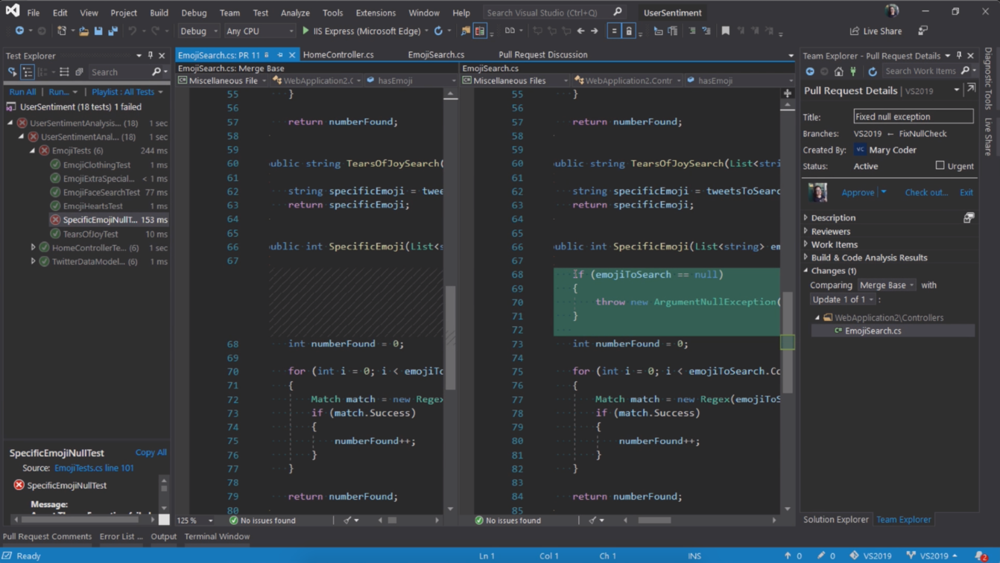 File Edit View Project Build Debug Team Test Analyze Tools Extensions Window Help Search Visual Studio (Ctrl+Q) UserSentiment
Debug Any CPU IIS Express (Microsoft Edge) Live Share
Test Explorer
Search
Run All | Run... | Playlist : All Tests
UserSentiment (18 tests) 1 failed
UserSentimentAnalysis... (18) 1 sec
UserSentimentAnal... (18) 1 sec
EmojiTests (6) 244 ms
EmojiClothingTest 1 ms
EmojiExtraSpecial... < 1 ms
EmojiFaceSearchTest 77 ms
EmojiHeartsTest 1 ms
SpecificEmojiNullT... 153 ms
TearsOfJoyTest 10 ms
HomeControllerTe... (6) 1 sec
TwitterDataModel... (6) 1 ms
SpecificEmojiNullTest Copy All
Source: EmojiTests.cs line 101
SpecificEmojiNullTest
Message:
EmojiSearch.cs: PR 11 HomeController.cs EmojiSearch.cs Pull Request Discussion
EmojiSearch.cs: Merge Base
Miscellaneous File WebApplication2.C hasEmoji
55 }
56
57 return numberFound;
58
59
60 ublic string TearsOfJoySearch(
61
62 string specificEmoji = twee
63 return specificEmoji;
64
65
66 ublic int SpecificEmoji(List<s
67
68 int numberFound = 0;
69
70 for (int i = 0; i < emojiTo
71 {
72 Match match = new Regex
73 if (match.Success)
74 {
75 numberFound++;
76 }
77 }
78
79 return numberFound;
80
125 % No issues found
EmojiSearch.cs
Miscellaneous Files WebApplication2.Contr hasEmoji
55 }
56
57 return numberFound;
58
59
60 ublic string TearsOfJoySearch(List<stri
61
62 string specificEmoji = tweetsToSearc
63 return specificEmoji;
64
65
66 ublic int SpecificEmoji(List<string> em
67
68 if (emojiToSearch == null)
69 {
70 throw new ArgumentNullException(
71 }
72
73 int numberFound = 0;
74
75 for (int i = 0; i < emojiToSearch.Co
76 {
77 Match match = new Regex(emojiToS
78 if (match.Success)
79 {
80 numberFound++;
81 }
82 }
83
84 return numberFound;
85
No issues found
Team Explorer - Pull Request Details
Search Work Items
Pull Request Details | VS2019
Title: Fixed null exception
Branches: VS2019 ← FixNullCheck
Created By: VC Mary Coder
Status: Active Urgent
Approve Check out... Exit
Description
Reviewers
Work Items
Build & Code Analysis Results
Changes (1)
Comparing Merge Base with
Update 1 of 1 :
WebApplication2\Controllers
C# EmojiSearch.cs
Solution Explorer Team Explorer
Diagnostic Tools
Live Share
Pull Request Comments Error List ... Output Terminal Window
Ready Ln 1 Col 1 Ch 1 INS 0 0 VS2019 VS2019 2